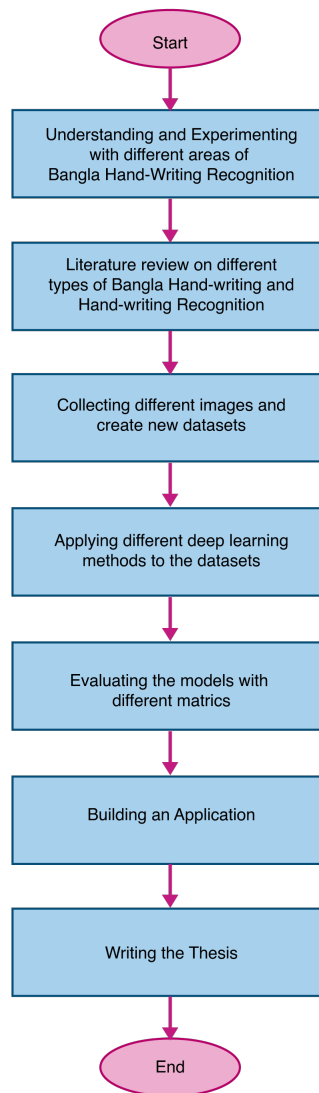 Start
Understanding and Experimenting
with different areas of
Bangla Hand-Writing Recognition
Literature review on different
types of Bangla Hand-writing and
Hand-writing Recognition
Collecting different images and
create new datasets
Applying different deep learning
methods to the datasets
Evaluating the models with
different matrics
Building an Application
Writing the Thesis
End